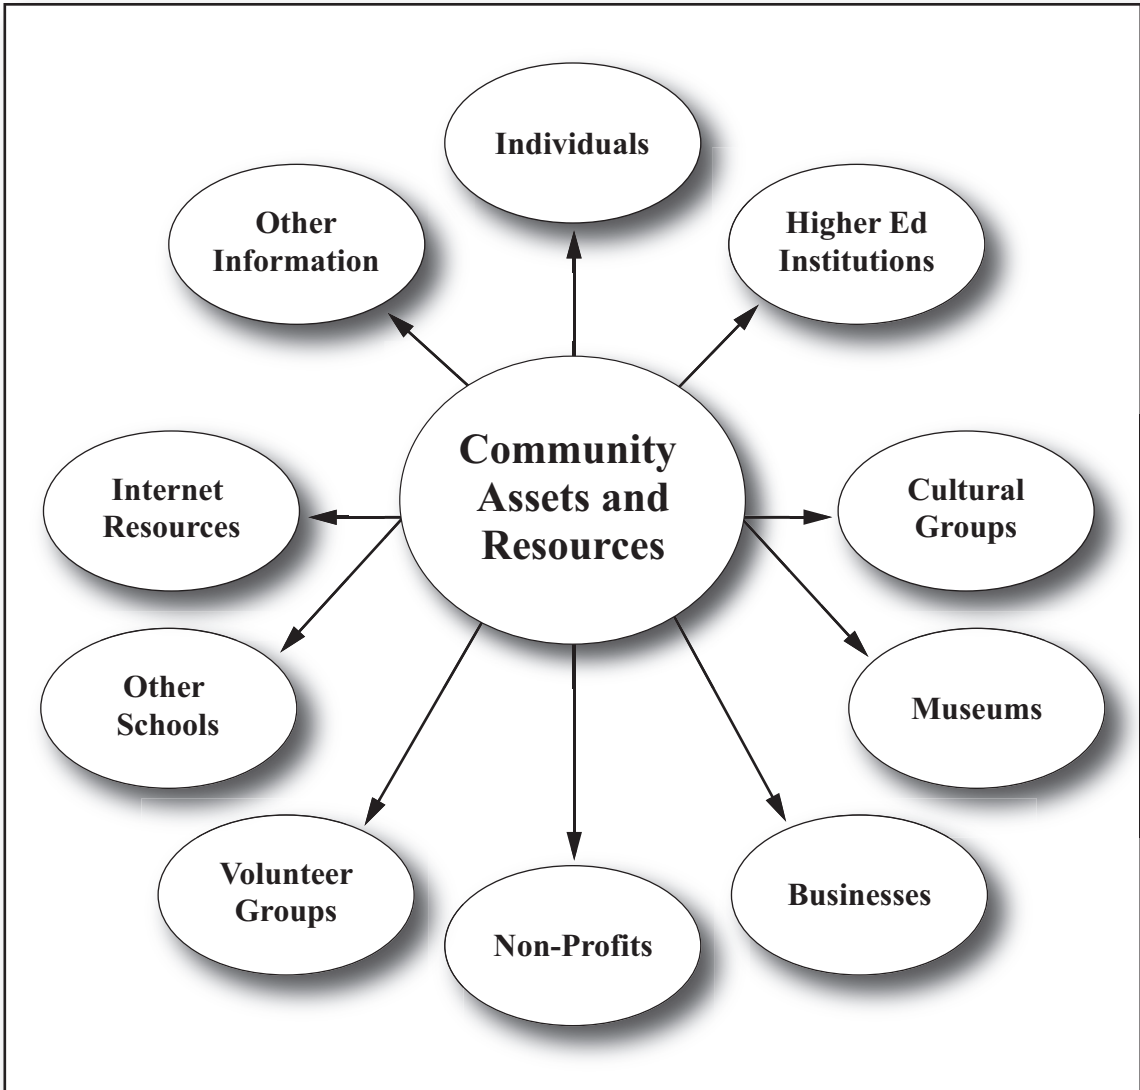 Individuals
Other
Information
Higher Ed
Institutions
Community
Assets and
Resources
Internet
Resources
Cultural
Groups
Other
Schools
Museums
Volunteer
Groups
Non-Profits
Businesses